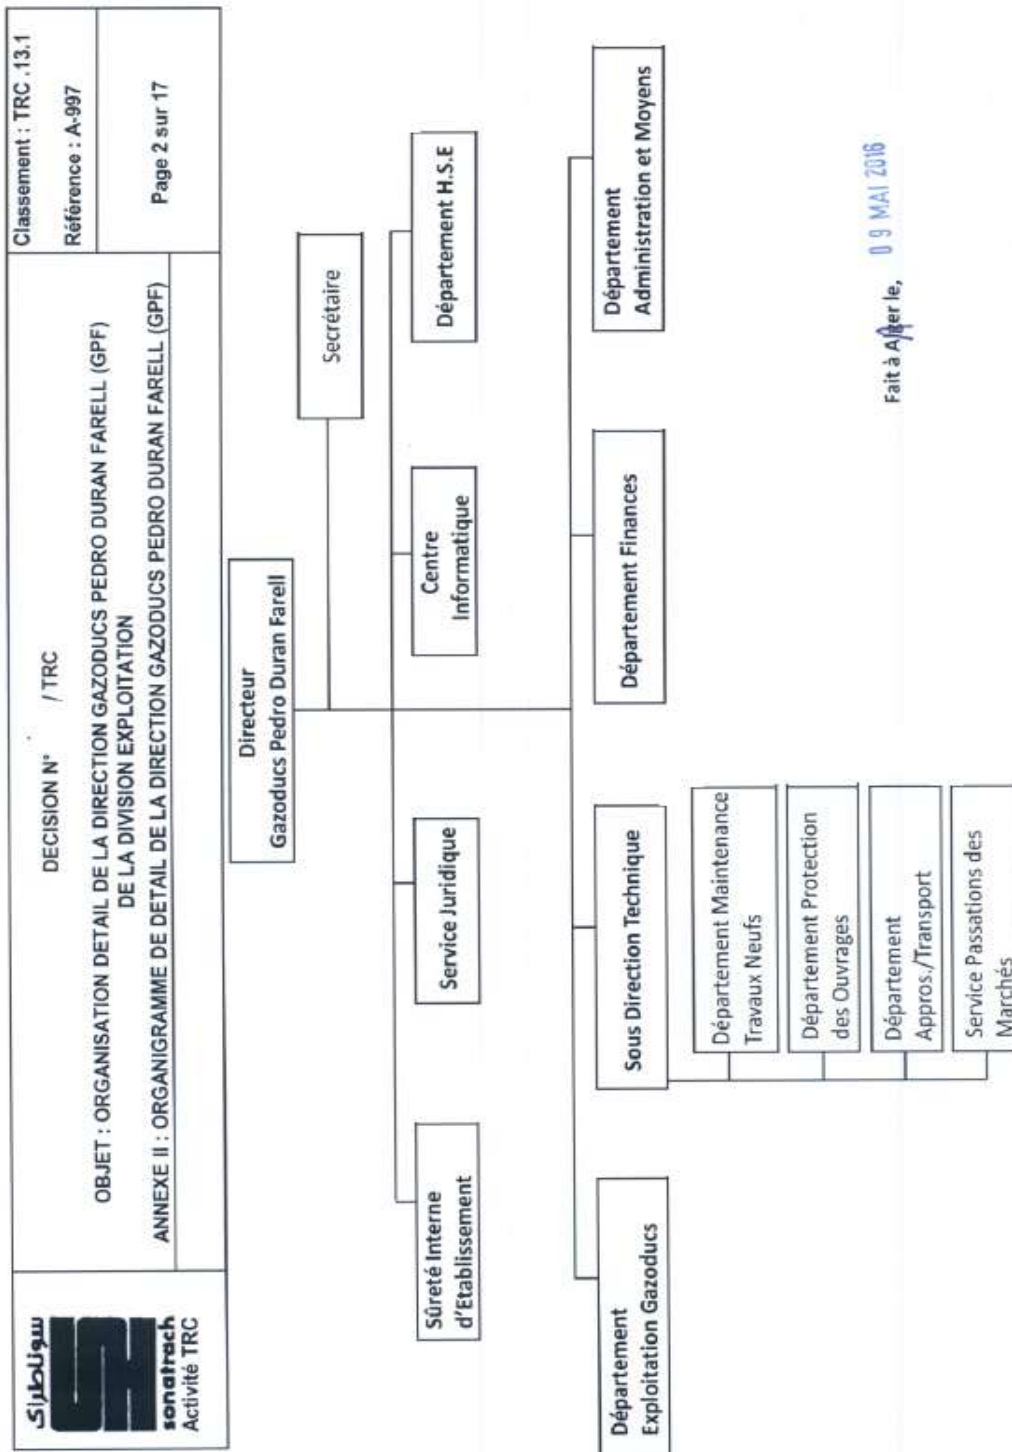 سوناطراك
sonatrach
Activité TRC
DECISION N° / TRC
OBJET : ORGANISATION DETAIL DE LA DIRECTION GAZODUCS PEDRO DURAN FARELL (GPF)
DE LA DIVISION EXPLOITATION
ANNEXE II : ORGANIGRAMME DE DETAIL DE LA DIRECTION GAZODUCS PEDRO DURAN FARELL (GPF)
Classement : TRC .13.1
Référence : A-997
Page 2 sur 17
Directeur
Gazoducs Pedro Duran Farell
Secrétaire
Sûreté Interne
d'Etablissement
Service Juridique
Centre
Informatique
Département H.S.E
Département
Exploitation Gazoducs
Sous Direction Technique
Département Finances
Département
Administration et Moyens
Département Maintenance
Travaux Neufs
Département Protection
des Ouvrages
Département
Appros./Transport
Service Passations des
Marchés
Fait à Alger le, 09 MAI 2016